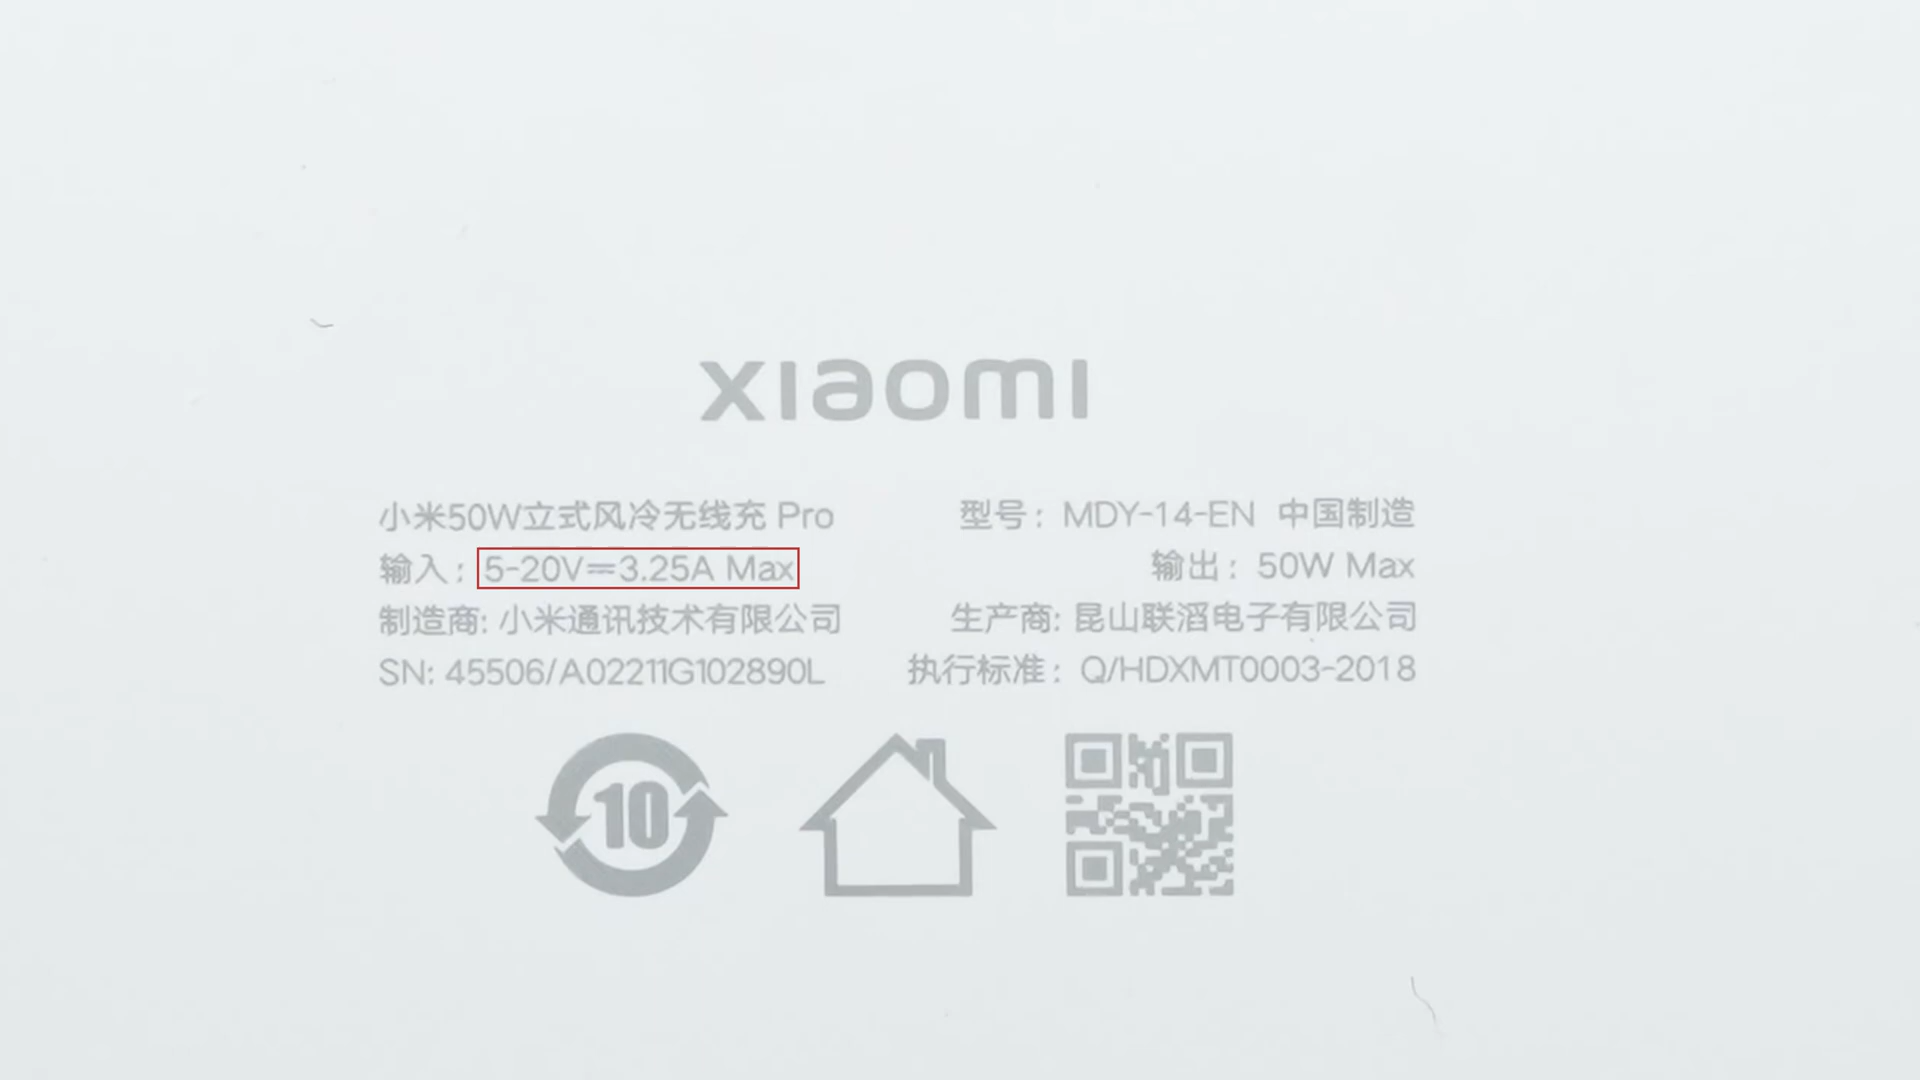 xiaomi
小米50W立式风冷无线充 Pro
型号：MDY-14-EN 中国制造
输入：5-20V⎓3.25A Max
输出：50W Max
制造商: 小米通讯技术有限公司
生产商: 昆山联滔电子有限公司
SN: 45506/A02211G102890L
执行标准：Q/HDXMT0003-2018
10